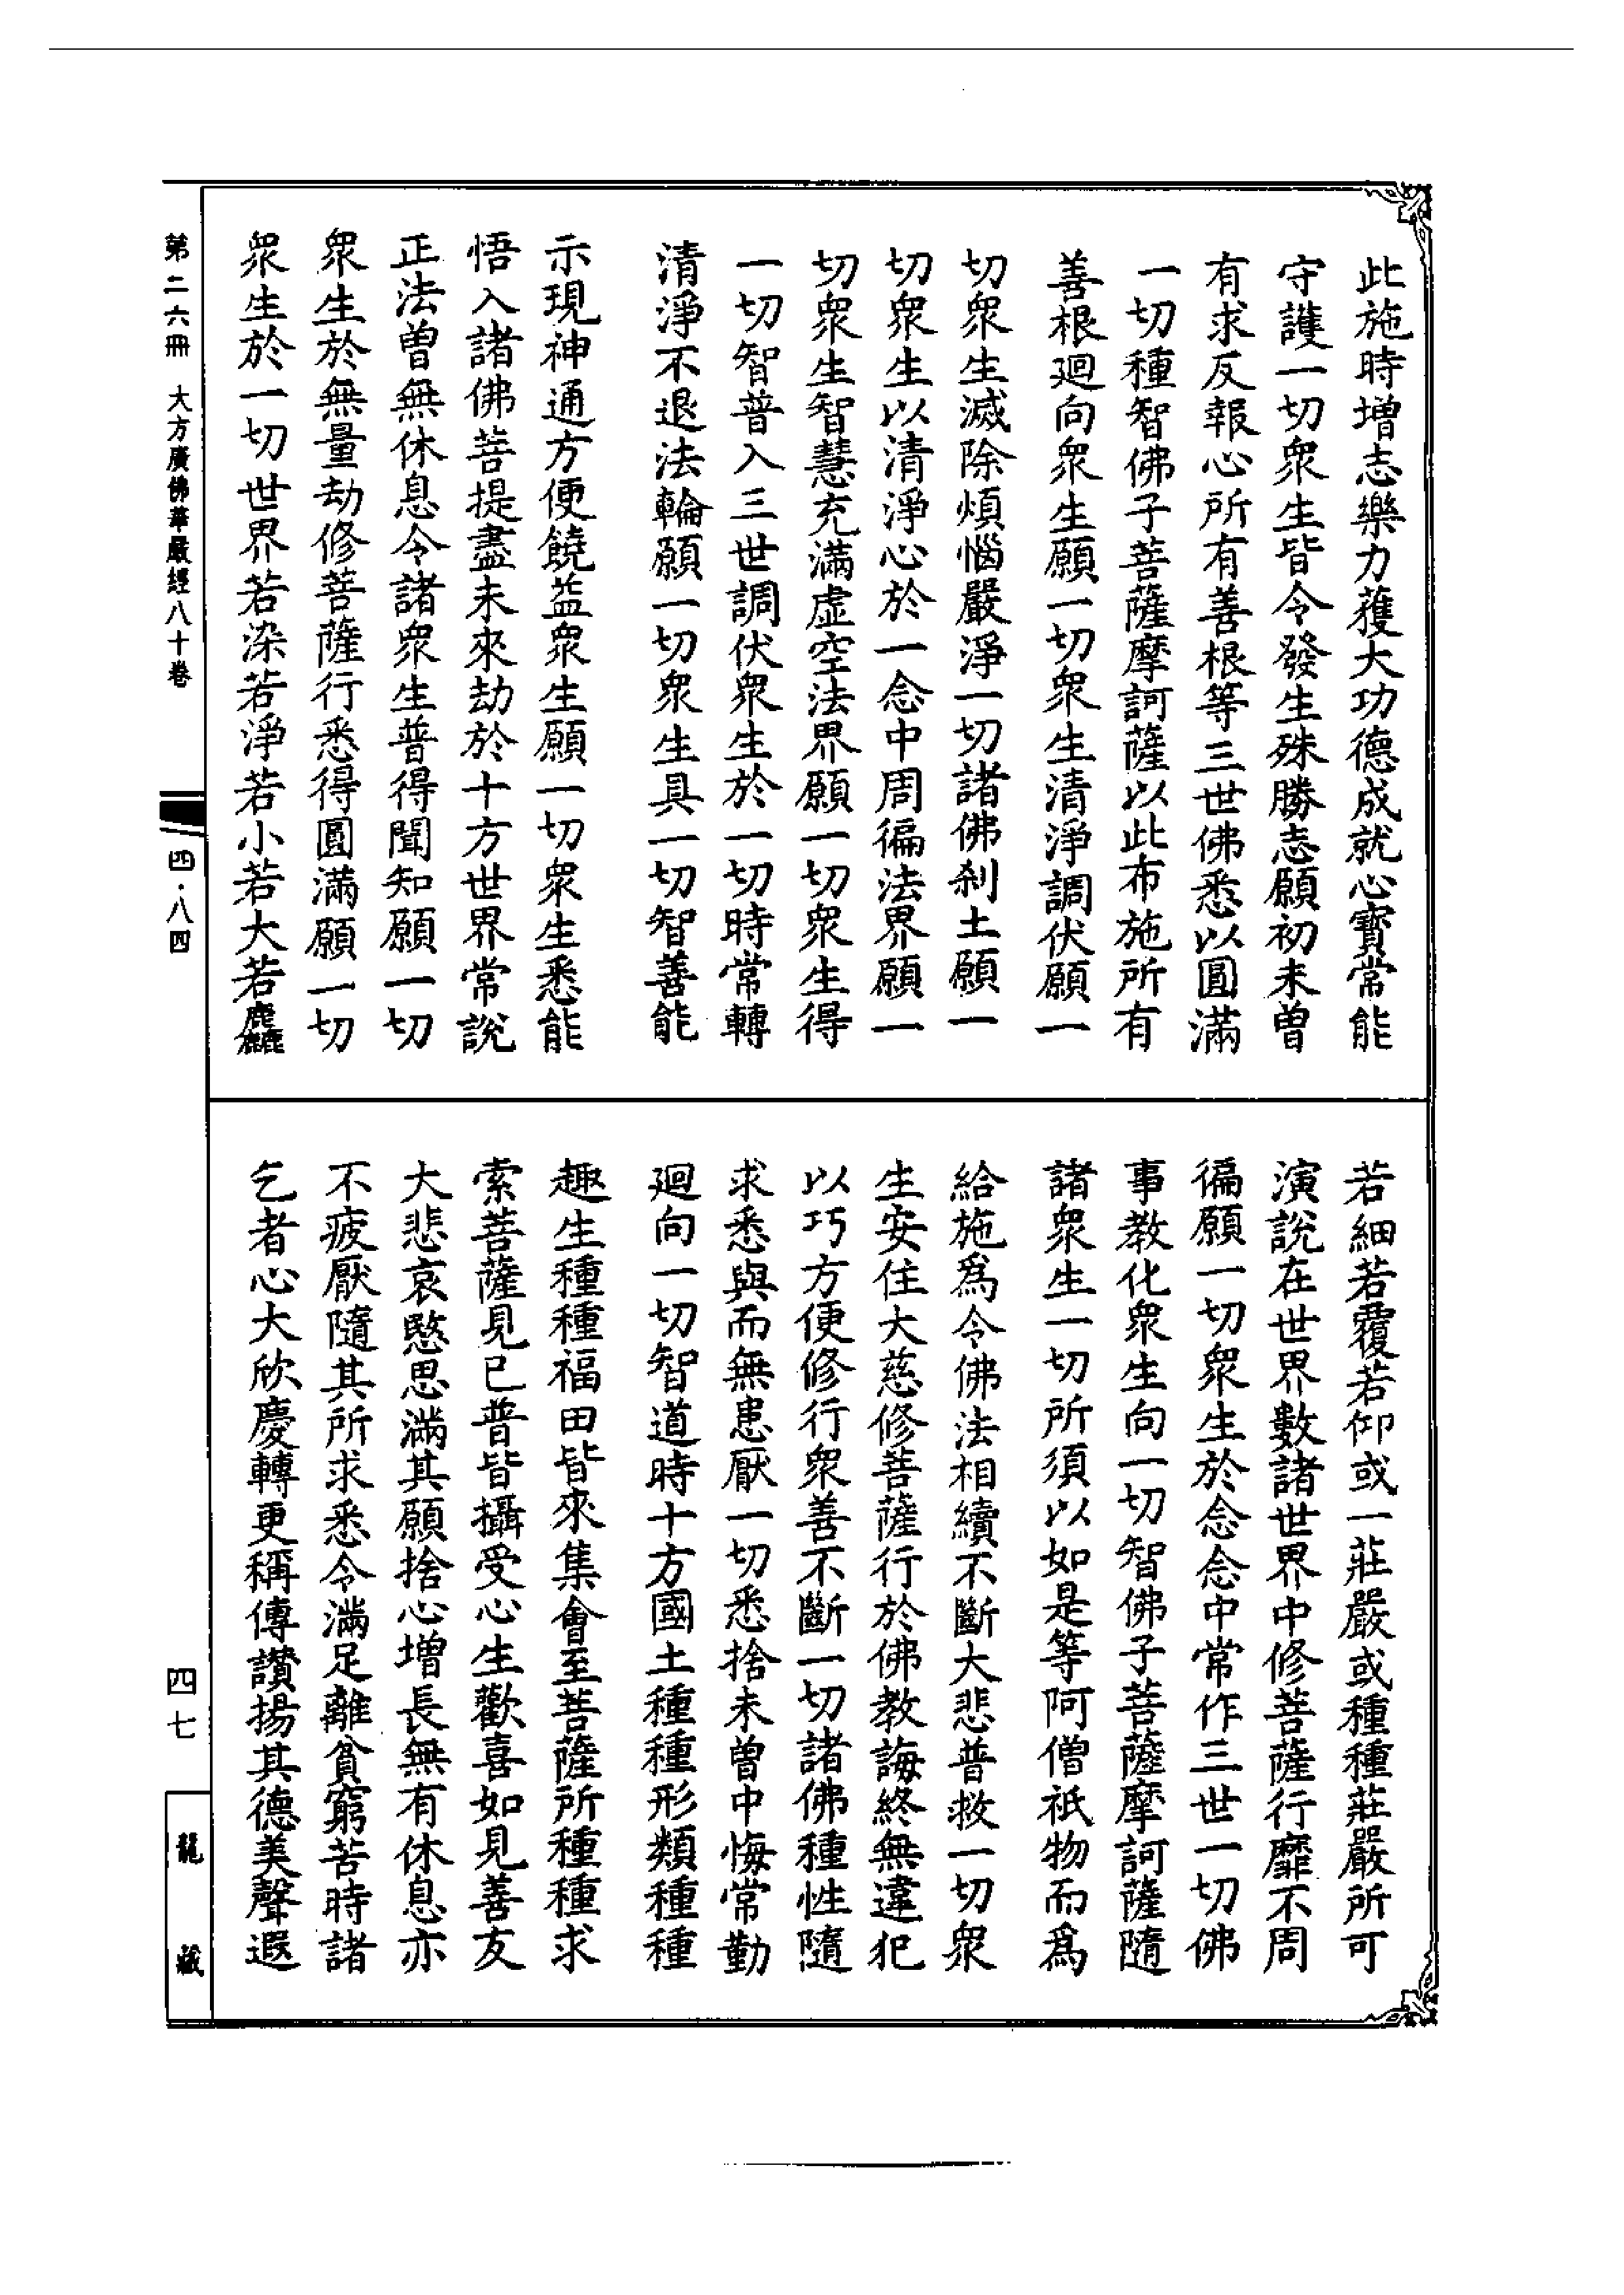 此施時增志樂力獲大功德成就心寶常能
守護一切衆生皆令發生殊勝志願初未曾
有求反報心所有善根等三世佛悉以圓滿
一切種智佛子菩薩摩訶薩以此布施所有
善根迴向衆生願一切衆生清淨調伏願一
切衆生滅除煩惱嚴淨一切諸佛刹土願一
切衆生以清淨心於一念中周徧法界願一
切衆生智慧充滿虛空法界願一切衆生得
一切智普入三世調伏衆生於一切時常轉
清淨不退法輪願一切衆生具一切智善能
示現神通方便饒益衆生願一切衆生悉能
悟入諸佛菩提盡未來劫於十方世界常說
正法曾無休息令諸衆生普得聞知願一切
衆生於無量劫修菩薩行悉得圓滿願一切
衆生於一切世界若染若淨若小若大若麤
若細若覆若仰或一莊嚴或種種莊嚴所可
演說在世界數諸世界中修菩薩行靡不周
徧願一切衆生於念念中常作三世一切佛
事教化衆生向一切智佛子菩薩摩訶薩隨
諸衆生一切所須以如是等阿僧祇物而爲
給施爲令佛法相續不斷大悲普救一切衆
生安住大慈修菩薩行於佛教誨終無違犯
以巧方便修行衆善不斷一切諸佛種性隨
求悉與而無患厭一切悉捨未曾中悔常勤
迴向一切智道時十方國土種種形類種種
趣生種種福田皆來集會至菩薩所種種求
索菩薩見已普皆攝受心生歡喜如見善友
大悲哀愍思滿其願捨心增長無有休息亦
不疲厭隨其所求悉令滿足離貧窮苦時諸
乞者心大欣慶轉更稱傳讚揚其德美聲遐
第二六冊 大方廣佛華嚴經八十卷
四·八四
四七
龍藏